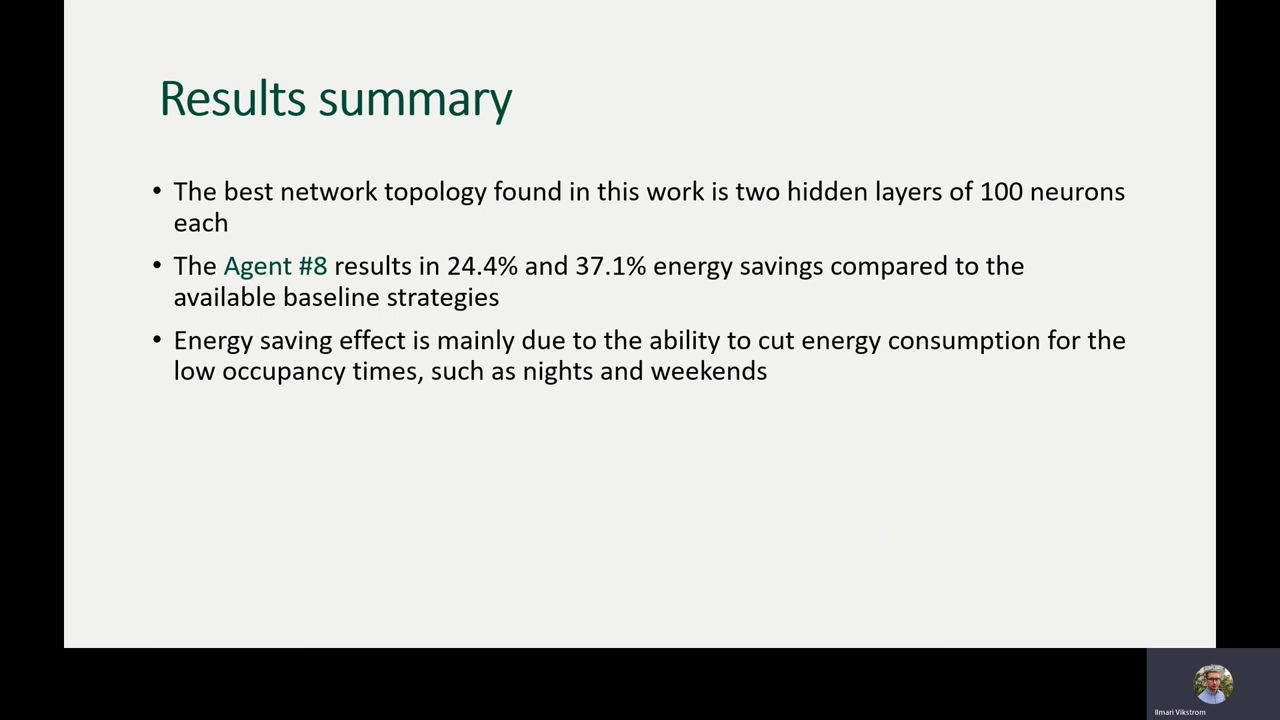 Results summary
• The best network topology found in this work is two hidden layers of 100 neurons
each
• The Agent #8 results in 24.4% and 37.1% energy savings compared to the
available baseline strategies
• Energy saving effect is mainly due to the ability to cut energy consumption for the
low occupancy times, such as nights and weekends
Ilmari Vikstrom